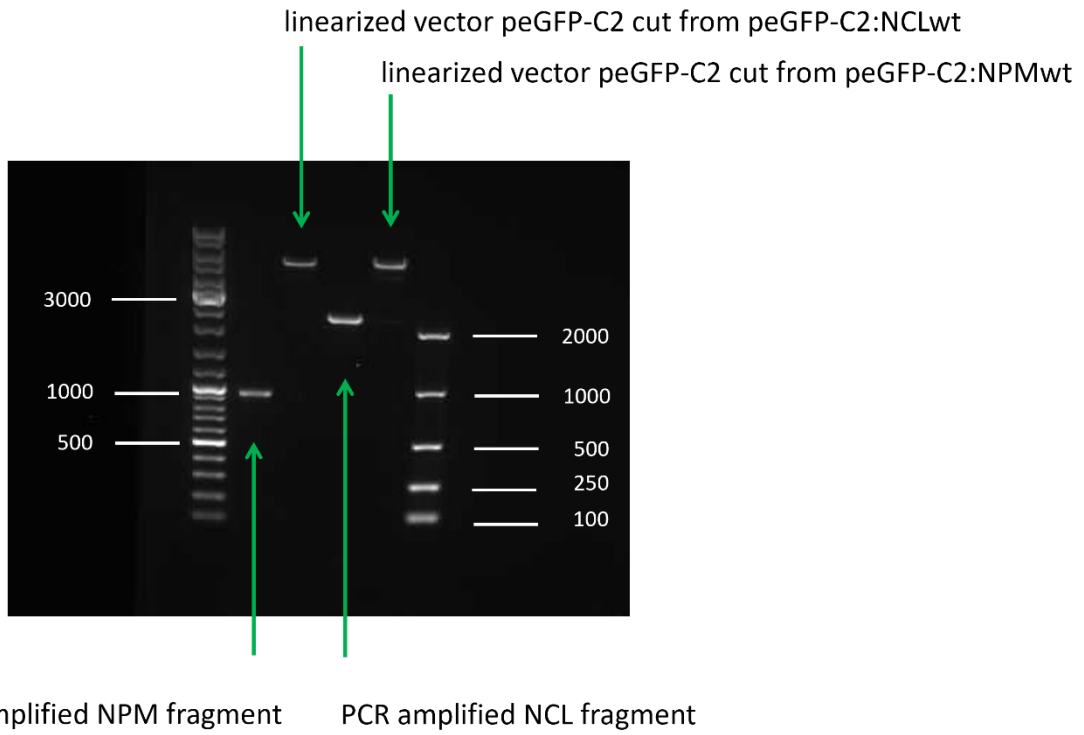 linearized vector peGFP-C2 cut from peGFP-C2:NCLwt
linearized vector peGFP-C2 cut from peGFP-C2:NPMwt
3000
1000
500
2000
1000
500
250
100
mplified NPM fragment
PCR amplified NCL fragment